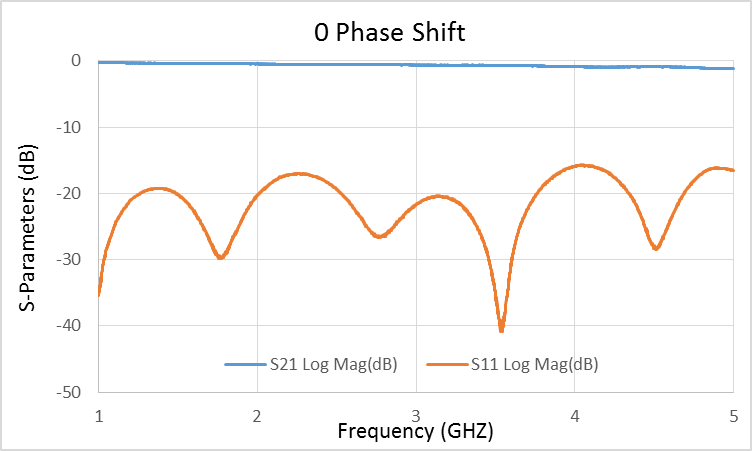 0 Phase Shift
0
-10
-20
-30
-40
-50
S-Parameters (dB)
S21 Log Mag(dB)
S11 Log Mag(dB)
1
2
3
4
5
Frequency (GHZ)